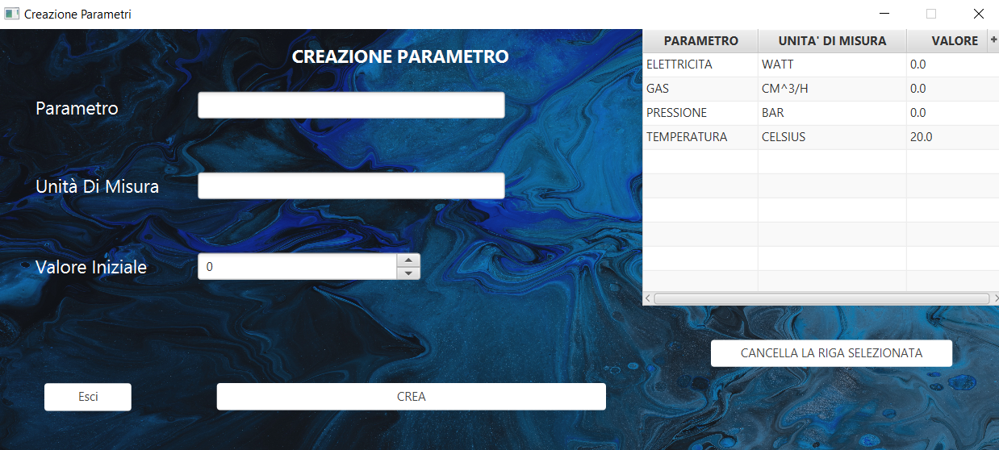 Creazione Parametri
CREAZIONE PARAMETRO
Parametro
Unità Di Misura
Valore Iniziale
0
Esci
CREA
PARAMETRO UNITA' DI MISURA VALORE +
ELETTRICITA WATT 0.0
GAS CM^3/H 0.0
PRESSIONE BAR 0.0
TEMPERATURA CELSIUS 20.0
CANCELLA LA RIGA SELEZIONATA